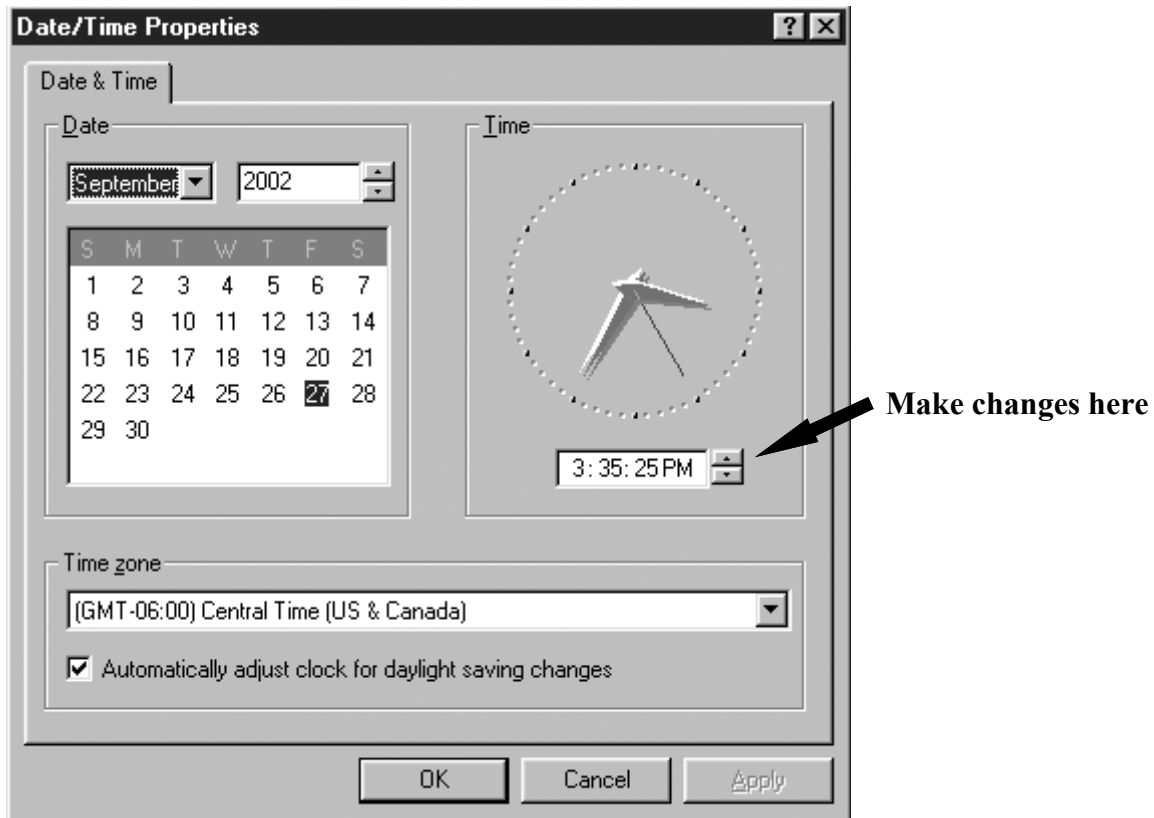 Date/Time Properties
Date & Time
Date
September 2002
S M T W T F S
1 2 3 4 5 6 7
8 9 10 11 12 13 14
15 16 17 18 19 20 21
22 23 24 25 26 27 28
29 30
Time
3:35:25 PM
Make changes here
Time zone
(GMT-06:00) Central Time (US & Canada)
Automatically adjust clock for daylight saving changes
OK Cancel Apply